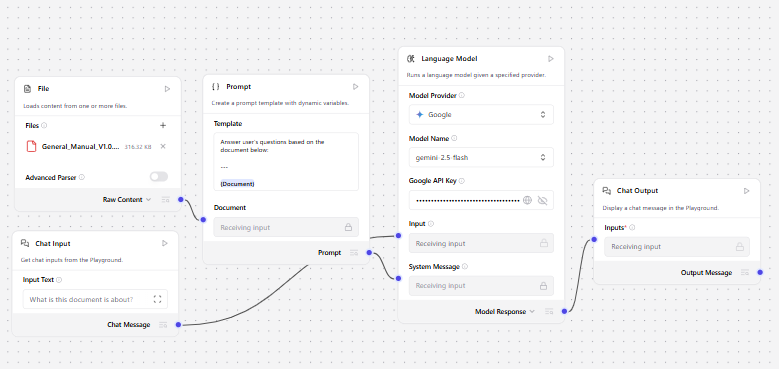 File
Loads content from one or more files.
Files
General_Manual_V1.0.... 316.32 KB
Advanced Parser
Raw Content
Chat Input
Get chat inputs from the Playground.
Input Text
What is this document is about?
Chat Message
Prompt
Create a prompt template with dynamic variables.
Template
Answer user's questions based on the
document below:
---
{Document}
Document
Receiving input
Prompt
Language Model
Runs a language model given a specified provider.
Model Provider
Google
Model Name
gemini-2.5-flash
Google API Key
Input
Receiving input
System Message
Receiving input
Model Response
Chat Output
Display a chat message in the Playground.
Inputs*
Receiving input
Output Message